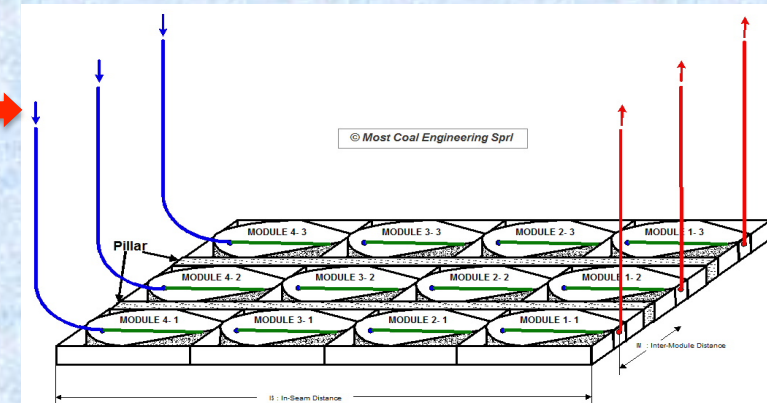 © Most Coal Engineering Sprl
MODULE 4- 3
MODULE 3- 3
MODULE 2- 3
MODULE 1- 3
Pillar
MODULE 4- 2
MODULE 3- 2
MODULE 2- 2
MODULE 1- 2
MODULE 4- 1
MODULE 3- 1
MODULE 2- 1
MODULE 1- 1
: Inter-Module Distance
: In-Seam Distance